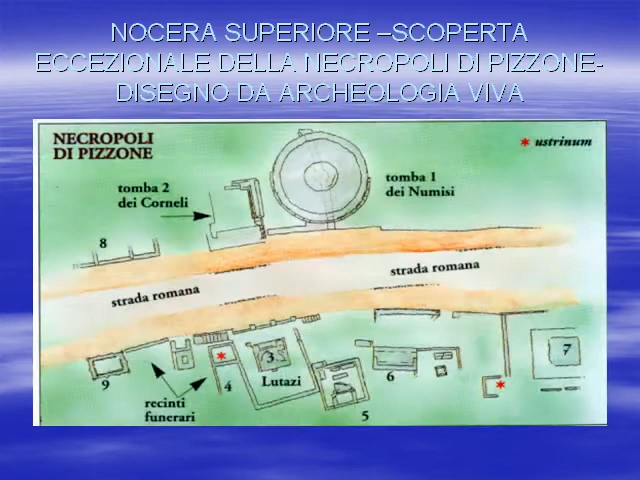 NOCERA SUPERIORE –SCOPERTA
ECCEZIONALE DELLA NECROPOLI DI PIZZONE-
DISEGNO DA ARCHEOLOGIA VIVA
NECROPOLI
DI PIZZONE
* ustrinum
tomba 2
dei Corneli
tomba 1
dei Numisi
8
strada romana
strada romana
*
3
7
9
4
Lutazi
6
*
recinti
funerari
5